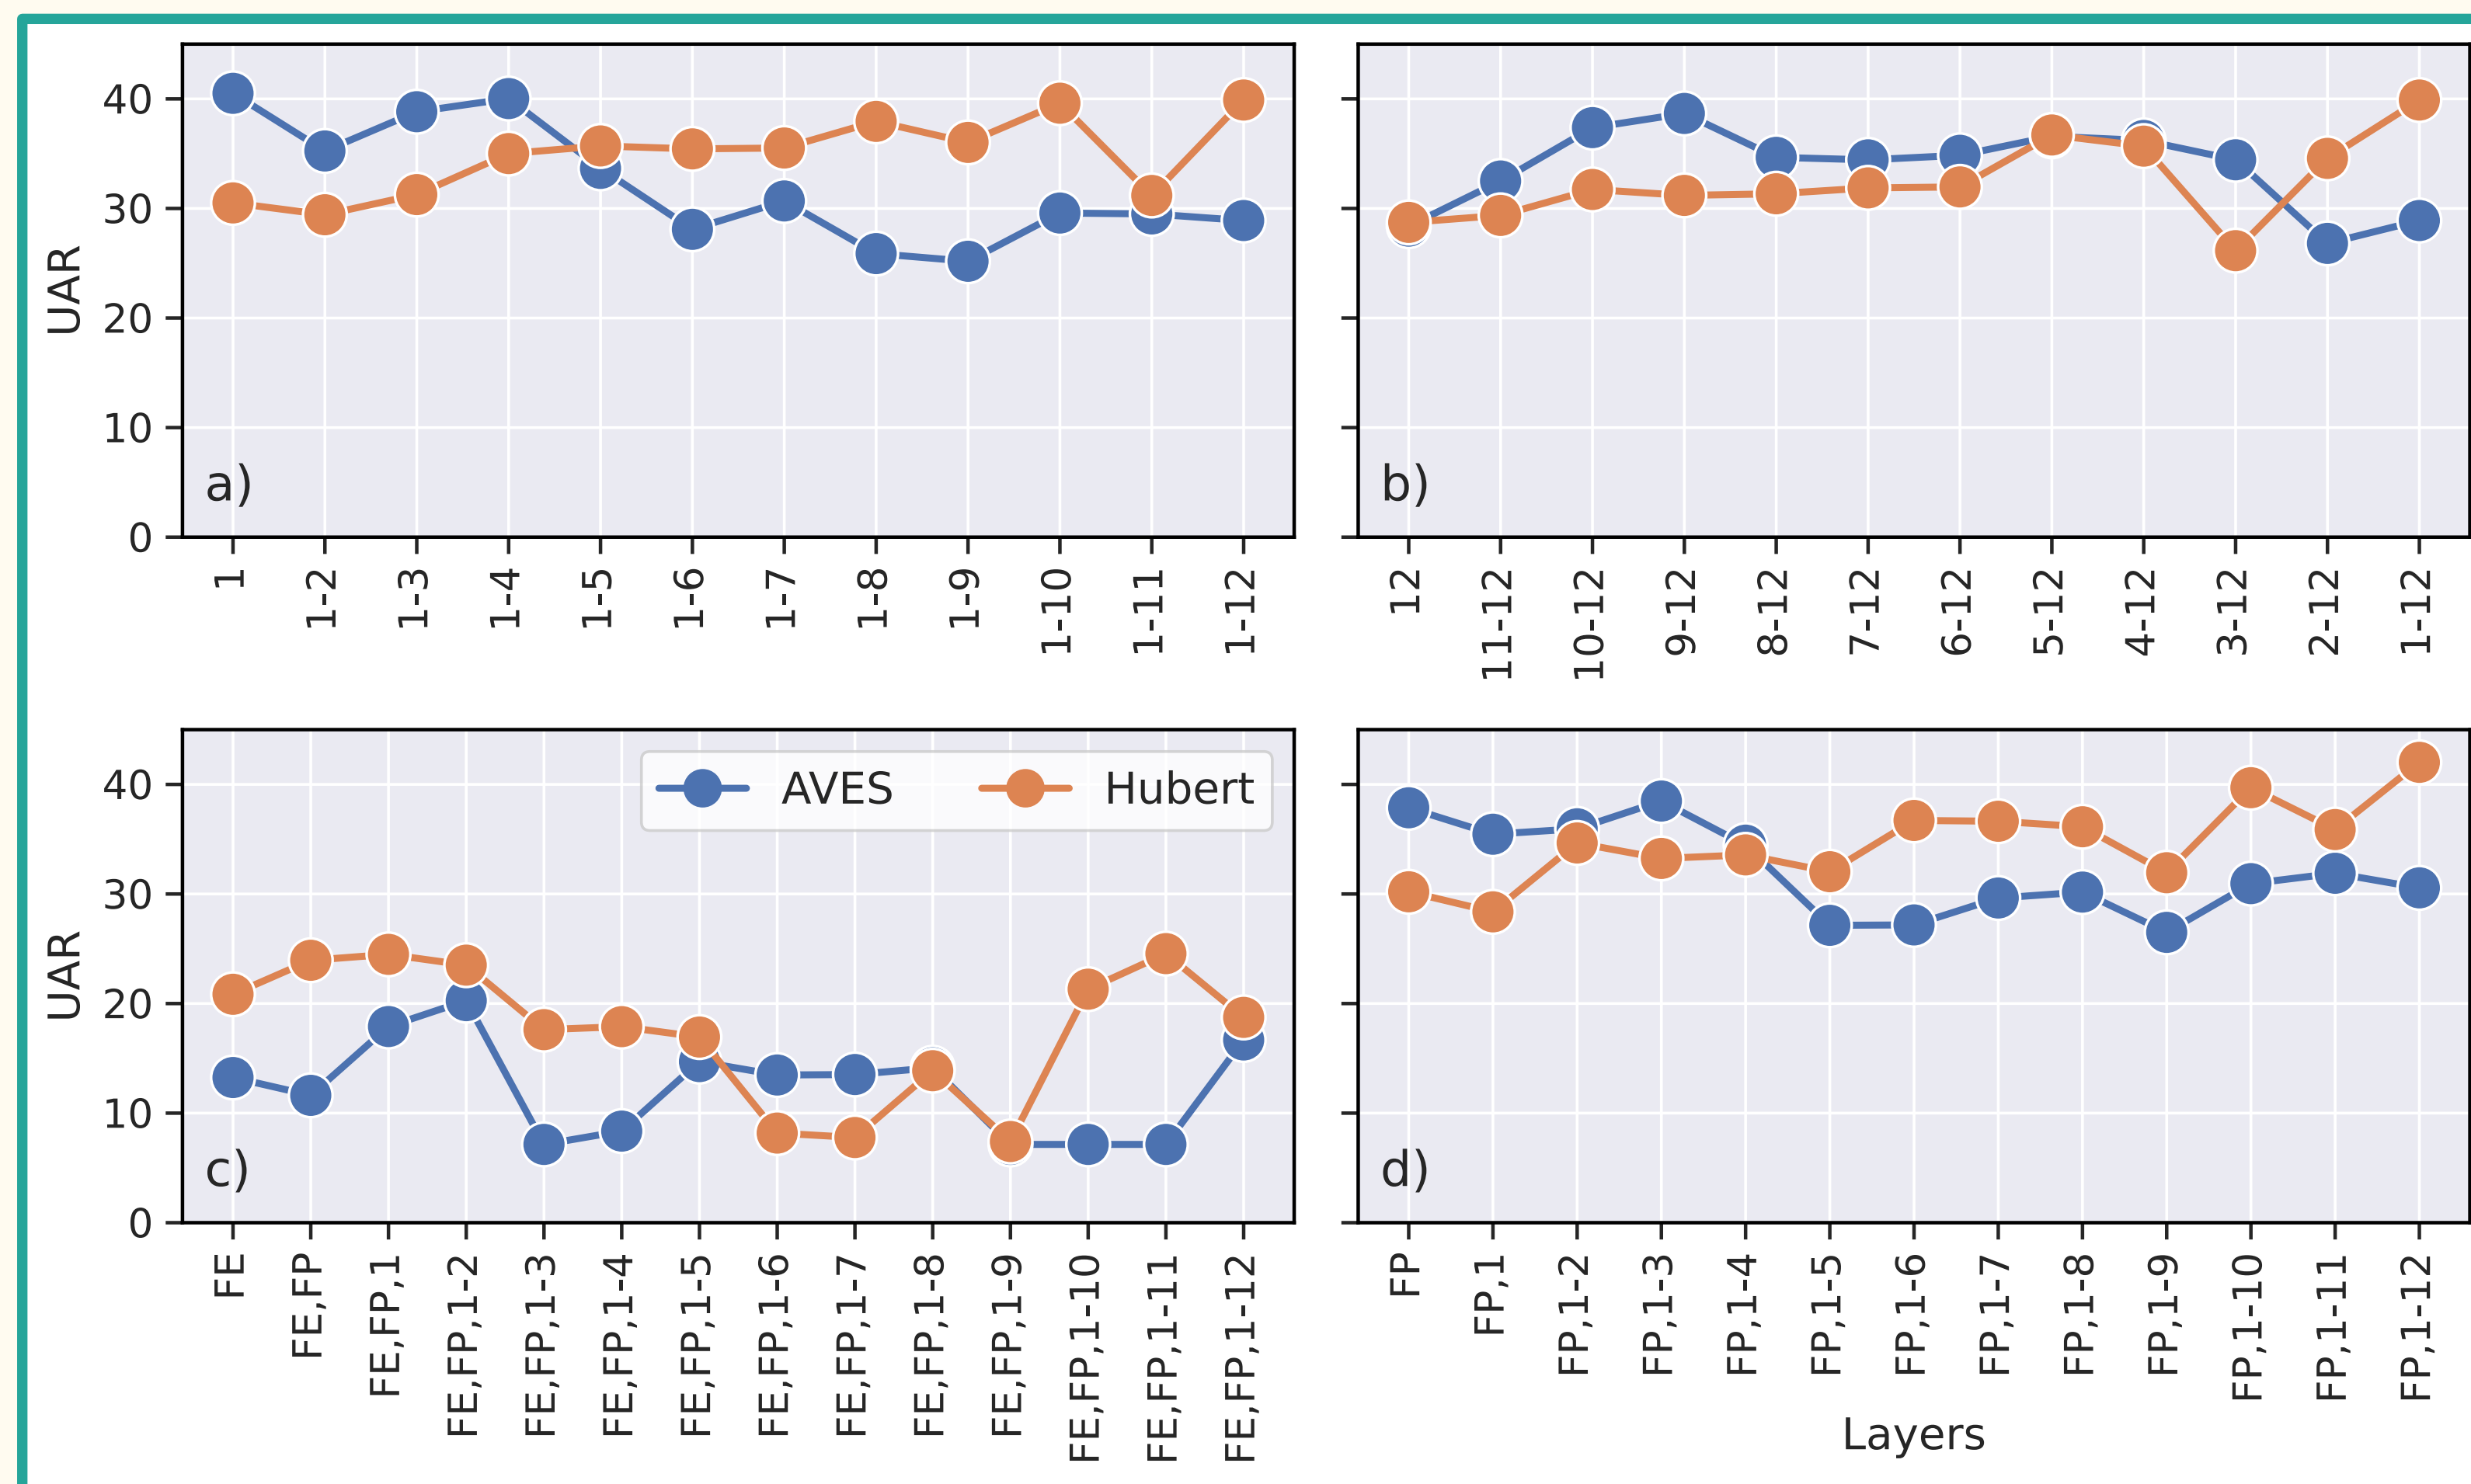 40
30
20
10
0
UAR
a)
1
1-2
1-3
1-4
1-5
1-6
1-7
1-8
1-9
1-10
1-11
1-12
b)
12
11-12
10-12
9-12
8-12
7-12
6-12
5-12
4-12
3-12
2-12
1-12
AVES Hubert
40
30
20
10
0
UAR
c)
FE
FE,FP
FE,FP,1
FE,FP,1-2
FE,FP,1-3
FE,FP,1-4
FE,FP,1-5
FE,FP,1-6
FE,FP,1-7
FE,FP,1-8
FE,FP,1-9
FE,FP,1-10
FE,FP,1-11
FE,FP,1-12
d)
FP
FP,1
FP,1-2
FP,1-3
FP,1-4
FP,1-5
FP,1-6
FP,1-7
FP,1-8
FP,1-9
FP,1-10
FP,1-11
FP,1-12
Layers